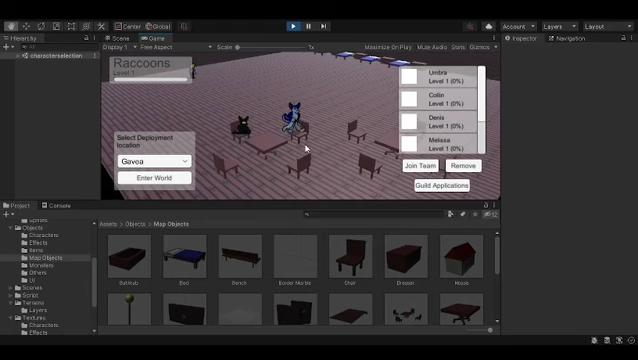 Center Global
Account Layers Layout
Hierarchy Scene Game Inspector Navigation
Display 1 Free Aspect Scale 1x Maximize On Play Mute Audio Stats Gizmos
All
characterselection
Raccoons
Level 1
Umbra
Level 1 (0%)
Colin
Level 1 (0%)
Denis
Level 1 (0%)
Melissa
Level 1 (0%)
Join Team Remove
Guild Applications
Select Deployment
location
Gavea
Enter World
Project Console
12
Assets > Objects > Map Objects
Objects
Characters
Effects
Items
Map Objects
Monsters
Others
UI
Scenes
Script
Terrains
Layers
Textures
Characters
Effects
Bathtub Bed Bench Border Marble Chair Dresser House